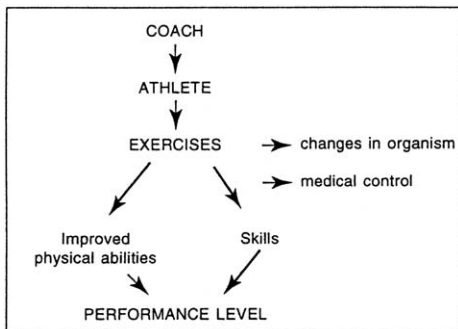 COACH
ATHLETE
EXERCISES
changes in organism
medical control
Improved
physical abilities
Skills
PERFORMANCE LEVEL